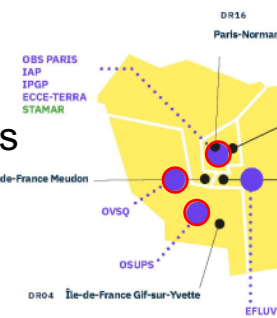 DR16
Paris-Norman
OBS PARIS
IAP
IPGP
ECCE-TERRA
STAMAR
s
de-France Meudon
OVSQ
OSUPS
DR04 Île-de-France Gif-sur-Yvette
EFLUV